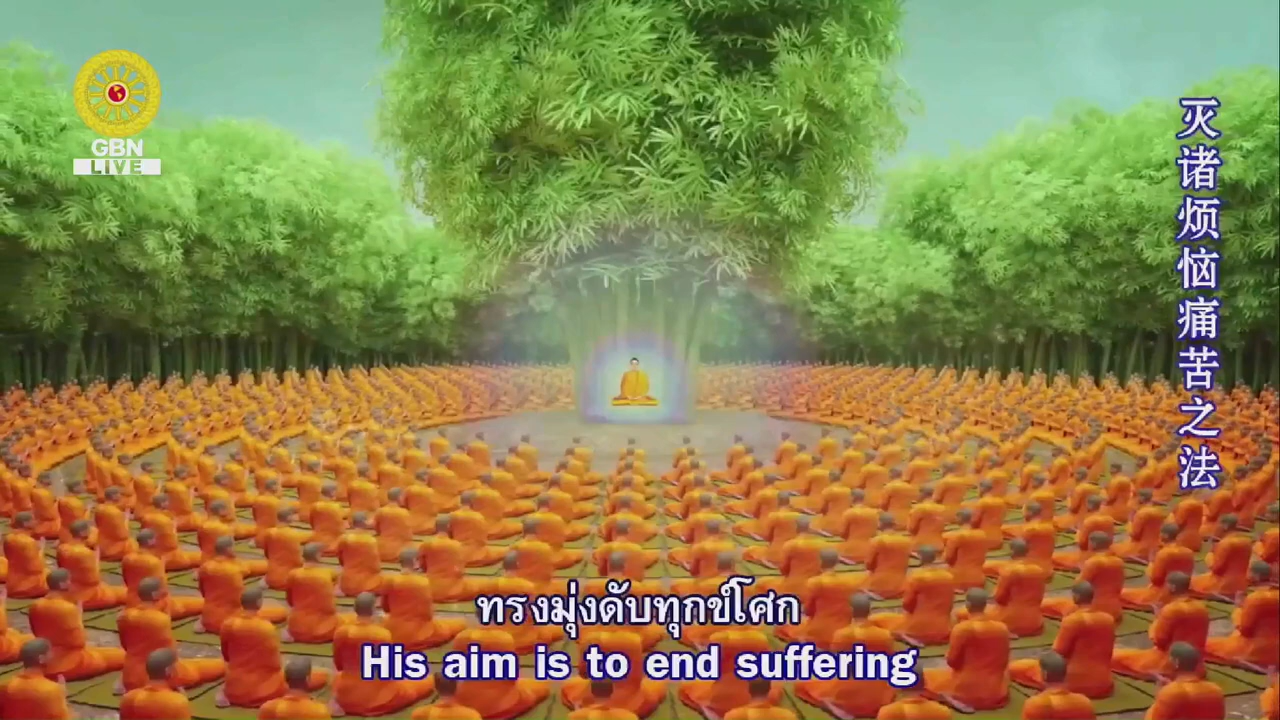 GBN
LIVE
灭诸烦恼痛苦之法
ทรงมุ่งดับทุกข์โศก
His aim is to end suffering